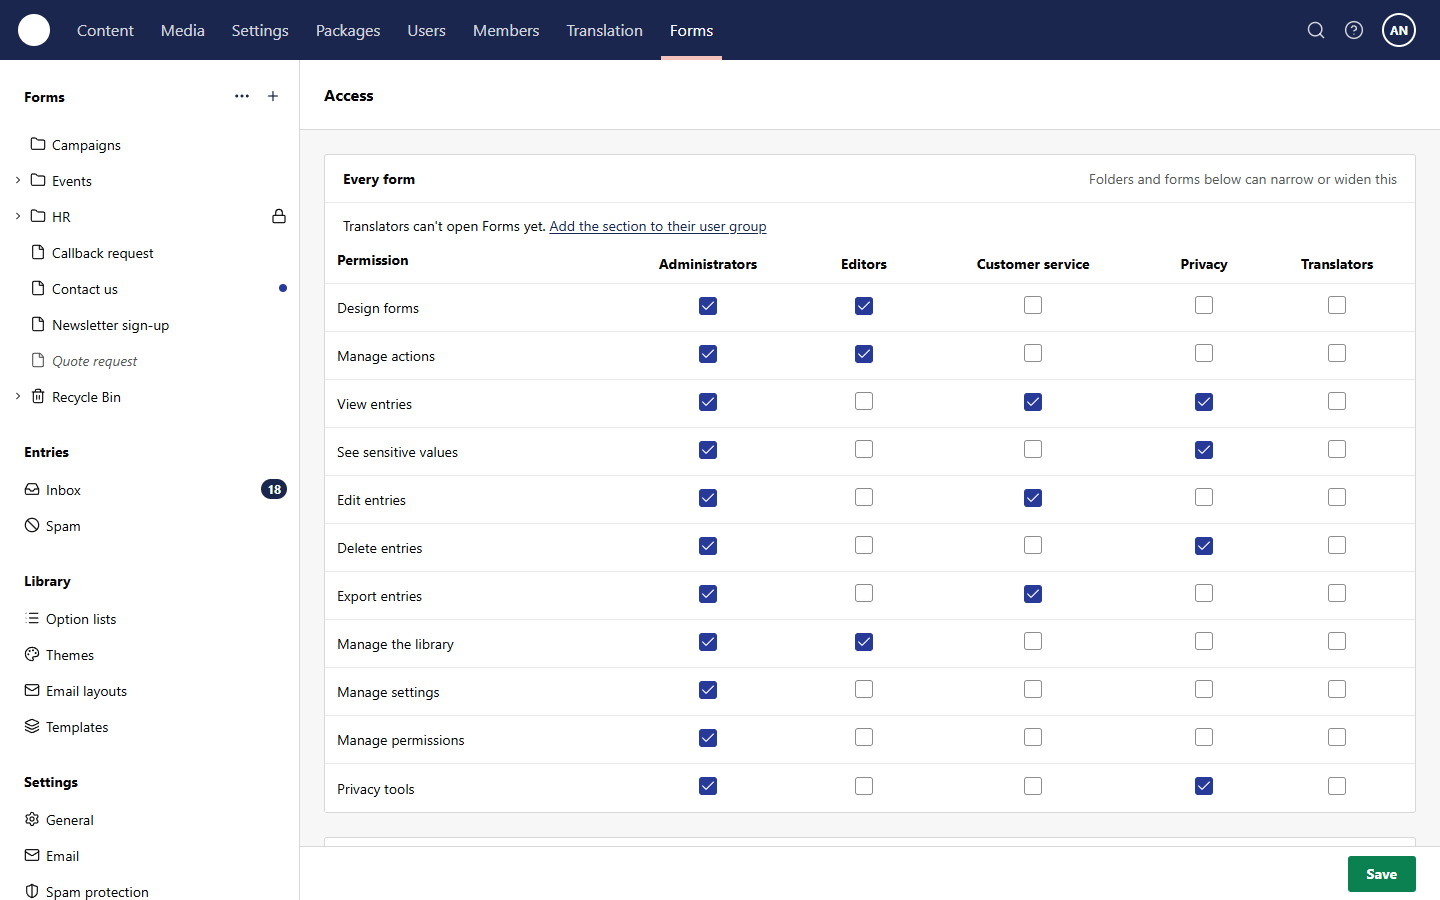 Content Media Settings Packages Users Members Translation Forms AN
Forms
Campaigns
Events
HR
Callback request
Contact us
Newsletter sign-up
Quote request
Recycle Bin
Entries
Inbox 18
Spam
Library
Option lists
Themes
Email layouts
Templates
Settings
General
Email
Spam protection
Access
Every form Folders and forms below can narrow or widen this
Translators can't open Forms yet. Add the section to their user group
Permission Administrators Editors Customer service Privacy Translators
Design forms
Manage actions
View entries
See sensitive values
Edit entries
Delete entries
Export entries
Manage the library
Manage settings
Manage permissions
Privacy tools
Save